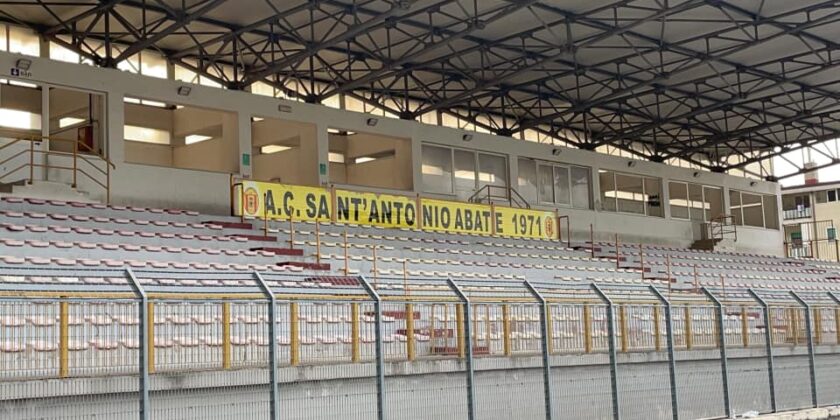 A.C. SANT'ANTONIO ABATE 1971